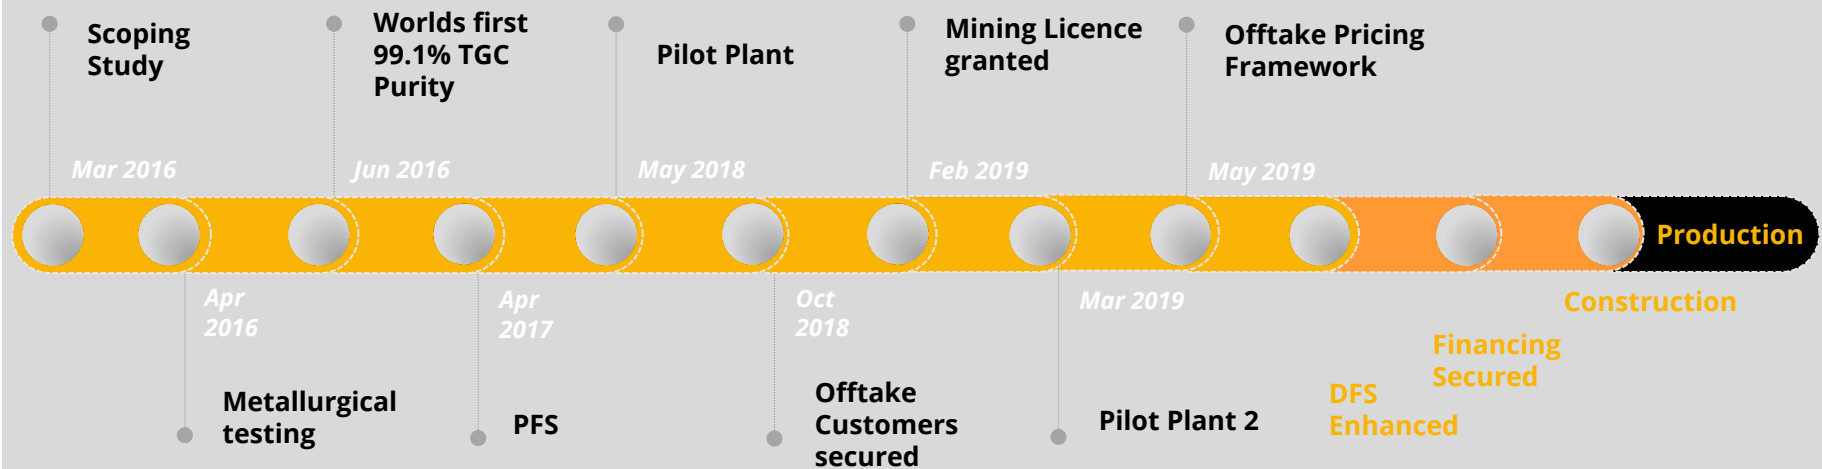 Scoping
Study
Worlds first
99.1% TGC
Purity
Pilot Plant
Mining Licence
granted
Offtake Pricing
Framework
Mar 2016
Jun 2016
May 2018
Feb 2019
May 2019
Production
Apr
2016
Apr
2017
Oct
2018
Mar 2019
Construction
Financing
Secured
DFS
Enhanced
Metallurgical
testing
PFS
Offtake
Customers
secured
Pilot Plant 2